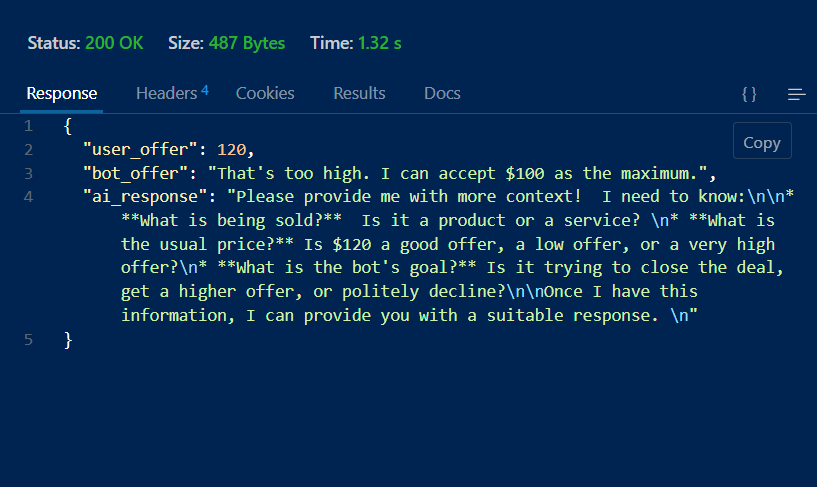 Status: 200 OK Size: 487 Bytes Time: 1.32 s
Response Headers 4 Cookies Results Docs {}
Copy
1 {
2 "user_offer": 120,
3 "bot_offer": "That's too high. I can accept $100 as the maximum.",
4 "ai_response": "Please provide me with more context!  I need to know:\n\n*
**What is being sold?**  Is it a product or a service? \n* **What is
the usual price?** Is $120 a good offer, a low offer, or a very high
offer?\n* **What is the bot's goal?** Is it trying to close the deal,
get a higher offer, or politely decline?\n\nOnce I have this
information, I can provide you with a suitable response. \n"
5 }